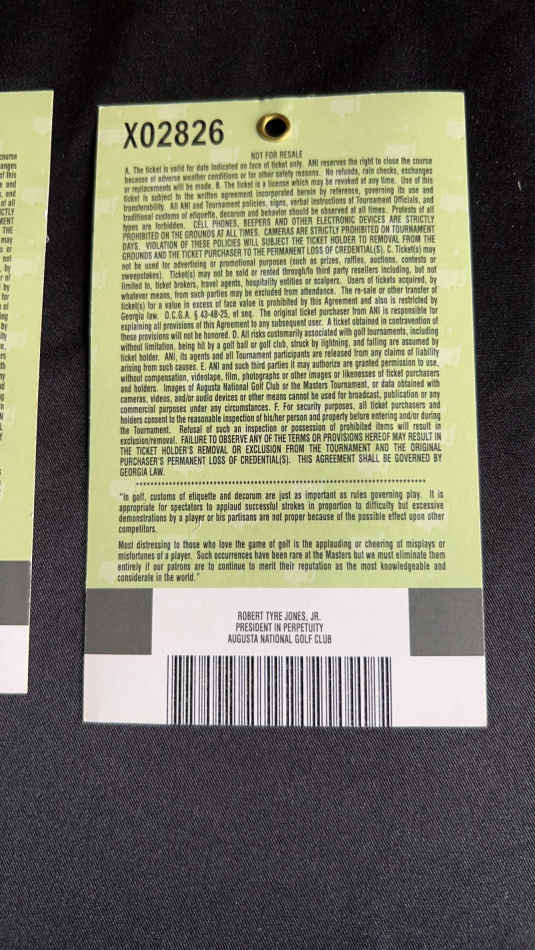 X02826
NOT FOR RESALE
A. The ticket is valid for date indicated on face of ticket only. ANI reserves the right to close the course
because of adverse weather conditions or for other safety reasons. No refunds, rain checks, exchanges
or replacements will be made. B. The ticket is a license which may be revoked at any time. Use of this
ticket is subject to the written agreement incorporated herein by reference, governing its use and
transferability. All ANI and Tournament policies, signs, verbal instructions of Tournament Officials, and
traditional customs of etiquette, decorum and behavior should be observed at all times. Protests of all
types are forbidden. CELL PHONES, BEEPERS AND OTHER ELECTRONIC DEVICES ARE STRICTLY
PROHIBITED ON THE GROUNDS AT ALL TIMES. CAMERAS ARE STRICTLY PROHIBITED ON TOURNAMENT
DAYS. VIOLATION OF THESE POLICIES WILL SUBJECT THE TICKET HOLDER TO REMOVAL FROM THE
GROUNDS AND THE TICKET PURCHASER TO THE PERMANENT LOSS OF CREDENTIAL(S). C. Ticket(s) may
not be used for advertising or promotional purposes (such as prizes, raffles, auctions, contests or
sweepstakes). Ticket(s) may not be sold or rented through/to third party resellers including, but not
limited to, ticket brokers, travel agents, hospitality entities or scalpers. Users of tickets acquired, by
whatever means, from such parties may be excluded from attendance. The re-sale or other transfer of
ticket(s) for a value in excess of face value is prohibited by this Agreement and also is restricted by
Georgia law. O.C.G.A. § 43-4B-25, et seq. The original ticket purchaser from ANI is responsible for
explaining all provisions of this Agreement to any subsequent user. A ticket obtained in contravention of
these provisions will not be honored. D. All risks customarily associated with golf tournaments, including
without limitation, being hit by a golf ball or golf club, struck by lightning, and falling are assumed by
ticket holder. ANI, its agents and all Tournament participants are released from any claims of liability
arising from such causes. E. ANI and such third parties it may authorize are granted permission to use,
without compensation, videotape, film, photographs or other images or likenesses of ticket purchasers
and holders. Images of Augusta National Golf Club or the Masters Tournament, or data obtained with
cameras, videos, and/or audio devices or other means cannot be used for broadcast, publication or any
commercial purposes under any circumstances. F. For security purposes, all ticket purchasers and
holders consent to the reasonable inspection of his/her person and property before entering and/or during
the Tournament. Refusal of such an inspection or possession of prohibited items will result in
exclusion/removal. FAILURE TO OBSERVE ANY OF THE TERMS OR PROVISIONS HEREOF MAY RESULT IN
THE TICKET HOLDER'S REMOVAL OR EXCLUSION FROM THE TOURNAMENT AND THE ORIGINAL
PURCHASER'S PERMANENT LOSS OF CREDENTIAL(S). THIS AGREEMENT SHALL BE GOVERNED BY
GEORGIA LAW.
"In golf, customs of etiquette and decorum are just as important as rules governing play. It is
appropriate for spectators to applaud successful strokes in proportion to difficulty but excessive
demonstrations by a player or his partisans are not proper because of the possible effect upon other
competitors.
Most distressing to those who love the game of golf is the applauding or cheering of misplays or
misfortunes of a player. Such occurrences have been rare at the Masters but we must eliminate them
entirely if our patrons are to continue to merit their reputation as the most knowledgeable and
considerate in the world."
ROBERT TYRE JONES, JR.
PRESIDENT IN PERPETUITY
AUGUSTA NATIONAL GOLF CLUB